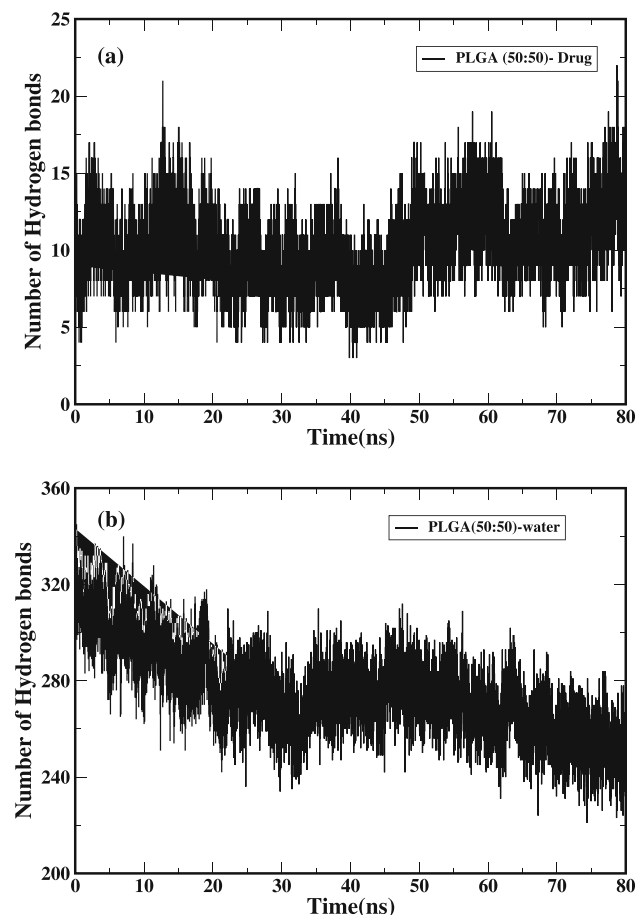 25
(a)
PLGA (50:50)- Drug
20
15
10
5
0
Number of Hydrogen bonds
0 10 20 30 40 50 60 70 80
Time(ns)
360
(b)
PLGA(50:50)-water
320
280
240
200
Number of Hydrogen bonds
0 10 20 30 40 50 60 70 80
Time(ns)